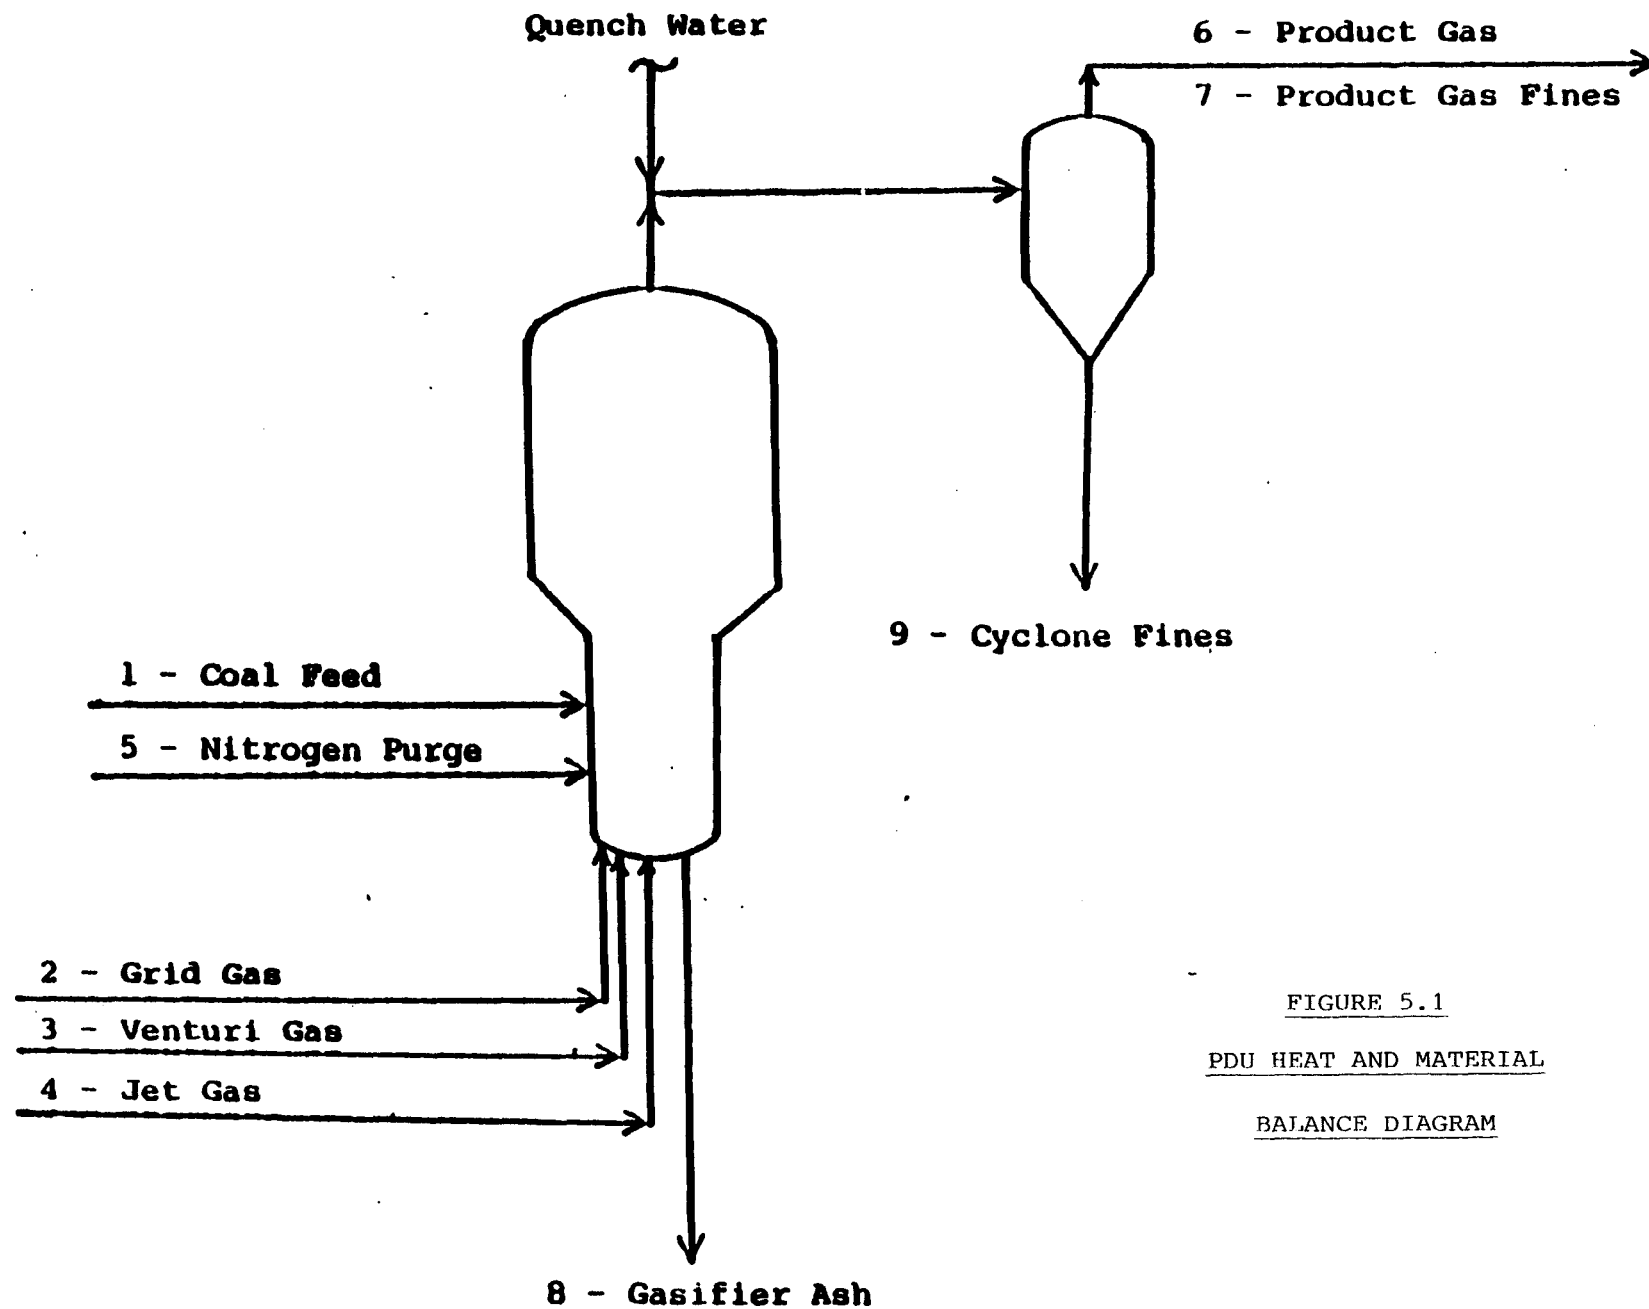 Quench Water
6 - Product Gas
7 - Product Gas Fines
9 - Cyclone Fines
1 - Coal Feed
5 - Nitrogen Purge
2 - Grid Gas
3 - Venturi Gas
4 - Jet Gas
8 - Gasifier Ash
FIGURE 5.1
PDU HEAT AND MATERIAL
BALANCE DIAGRAM